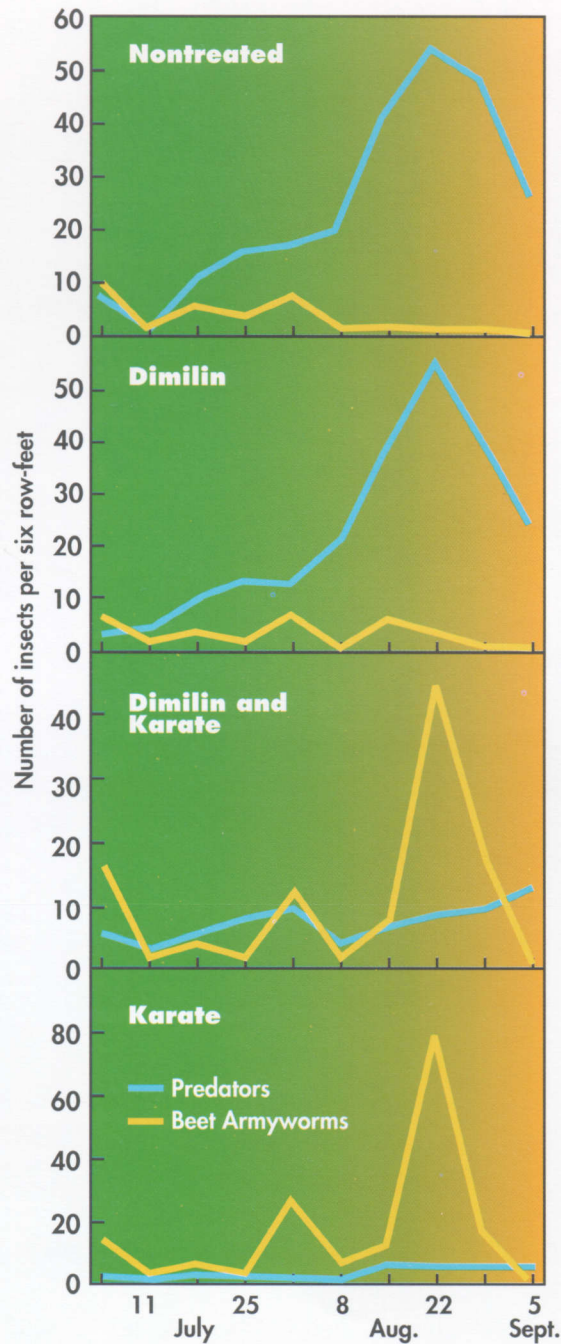 Number of insects per six row-feet
60
50
40
30
20
10
0
Nontreated
50
40
30
20
10
0
Dimilin
40
30
20
10
0
Dimilin and
Karate
80
60
40
20
0
Karate
Predators
Beet Armyworms
11 25 8 22 5
July Aug. Sept.